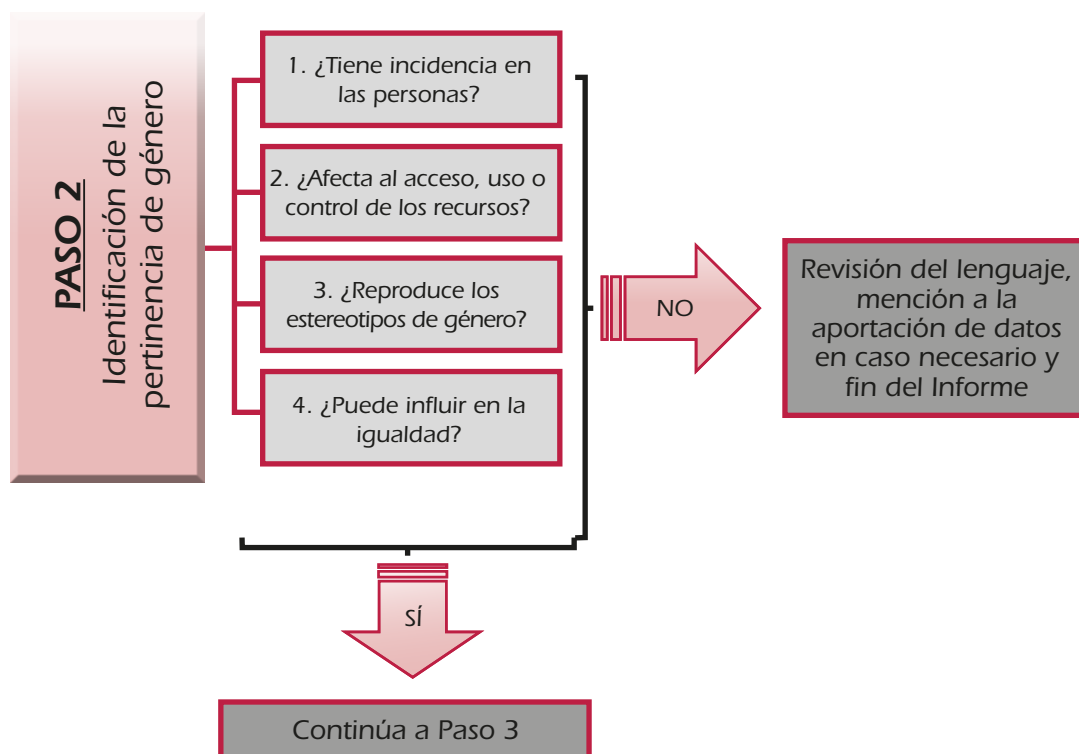 PASO 2
Identificación de la
pertinencia de género
1. ¿Tiene incidencia en
las personas?
2. ¿Afecta al acceso, uso o
control de los recursos?
3. ¿Reproduce los
estereotipos de género?
4. ¿Puede influir en la
igualdad?
NO
Revisión del lenguaje,
mención a la
aportación de datos
en caso necesario y
fin del Informe
SÍ
Continúa a Paso 3